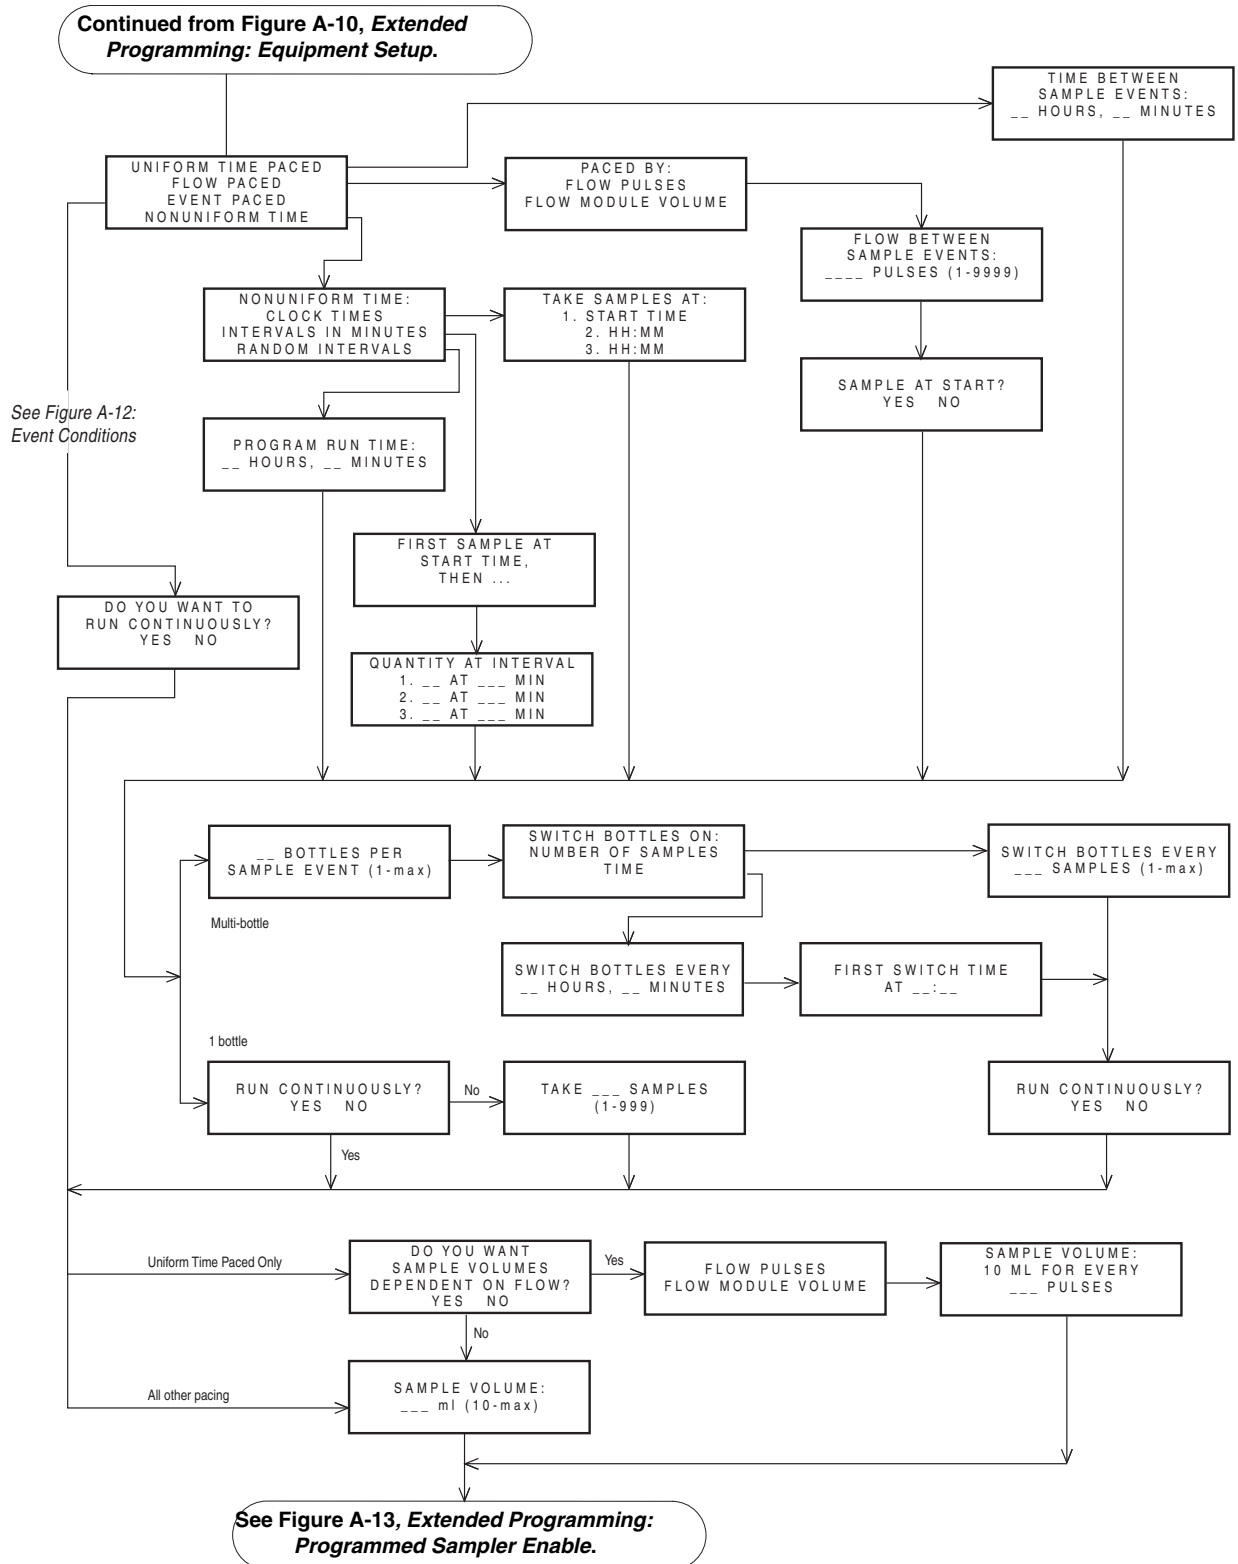 Continued from Figure A-10, Extended
Programming: Equipment Setup.
TIME BETWEEN
SAMPLE EVENTS:
__ HOURS, __ MINUTES
UNIFORM TIME PACED
FLOW PACED
EVENT PACED
NONUNIFORM TIME
PACED BY:
FLOW PULSES
FLOW MODULE VOLUME
FLOW BETWEEN
SAMPLE EVENTS:
____ PULSES (1-9999)
NONUNIFORM TIME:
CLOCK TIMES
INTERVALS IN MINUTES
RANDOM INTERVALS
TAKE SAMPLES AT:
1. START TIME
2. HH:MM
3. HH:MM
SAMPLE AT START?
YES NO
See Figure A-12:
Event Conditions
PROGRAM RUN TIME:
__ HOURS, __ MINUTES
FIRST SAMPLE AT
START TIME,
THEN ...
DO YOU WANT TO
RUN CONTINUOUSLY?
YES NO
QUANTITY AT INTERVAL
1. __ AT ___ MIN
2. __ AT ___ MIN
3. __ AT ___ MIN
__ BOTTLES PER
SAMPLE EVENT (1-max)
SWITCH BOTTLES ON:
NUMBER OF SAMPLES
TIME
SWITCH BOTTLES EVERY
___ SAMPLES (1-max)
Multi-bottle
SWITCH BOTTLES EVERY
__ HOURS, __ MINUTES
FIRST SWITCH TIME
AT __:__
1 bottle
RUN CONTINUOUSLY?
YES NO
No
TAKE ___ SAMPLES
(1-999)
RUN CONTINUOUSLY?
YES NO
Yes
Uniform Time Paced Only
DO YOU WANT
SAMPLE VOLUMES
DEPENDENT ON FLOW?
YES NO
Yes
FLOW PULSES
FLOW MODULE VOLUME
SAMPLE VOLUME:
10 ML FOR EVERY
___ PULSES
No
All other pacing
SAMPLE VOLUME:
___ ml (10-max)
See Figure A-13, Extended Programming:
Programmed Sampler Enable.